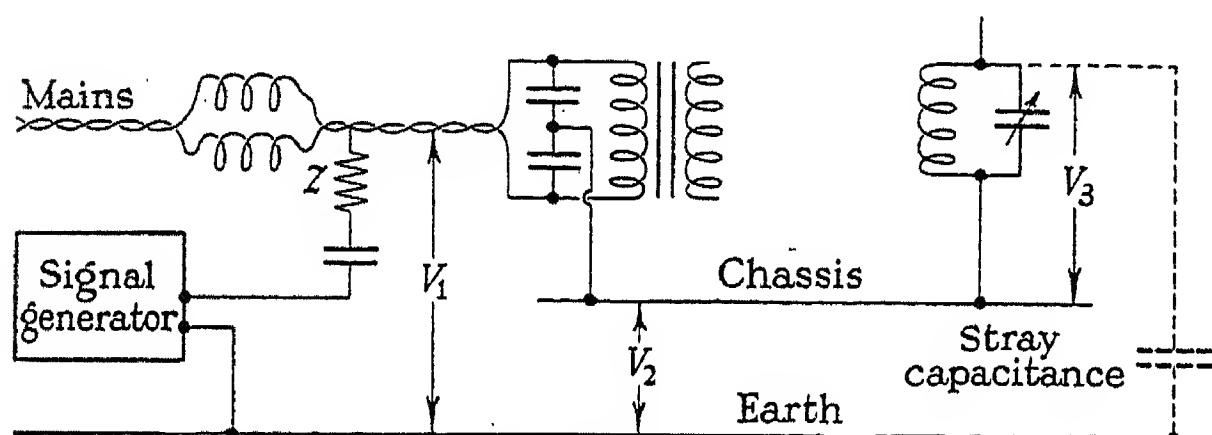 Mains
Z
Signal
generator
V1
Chassis
V2
V3
Stray
capacitance
Earth